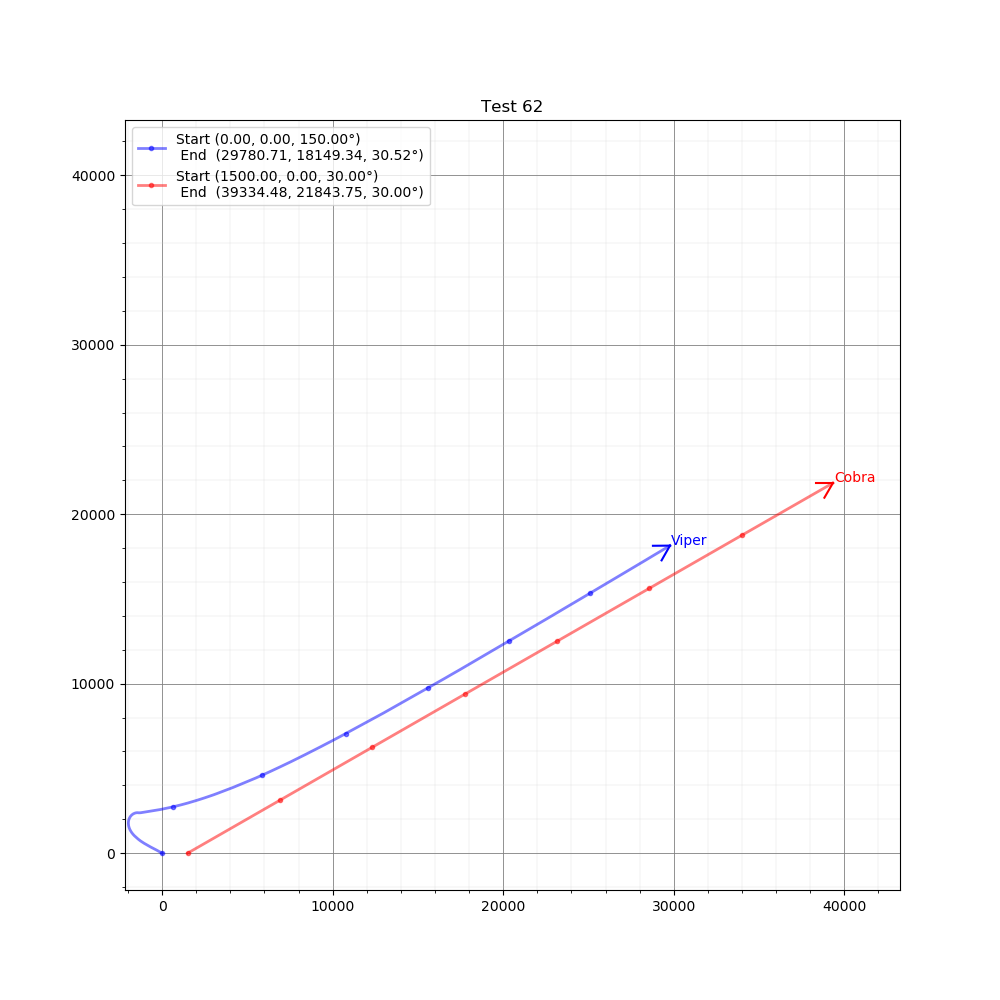 Test 62
Start (0.00, 0.00, 150.00°)
End (29780.71, 18149.34, 30.52°)
Start (1500.00, 0.00, 30.00°)
End (39334.48, 21843.75, 30.00°)
40000
30000
20000
10000
0
Cobra
Viper
0
10000
20000
30000
40000